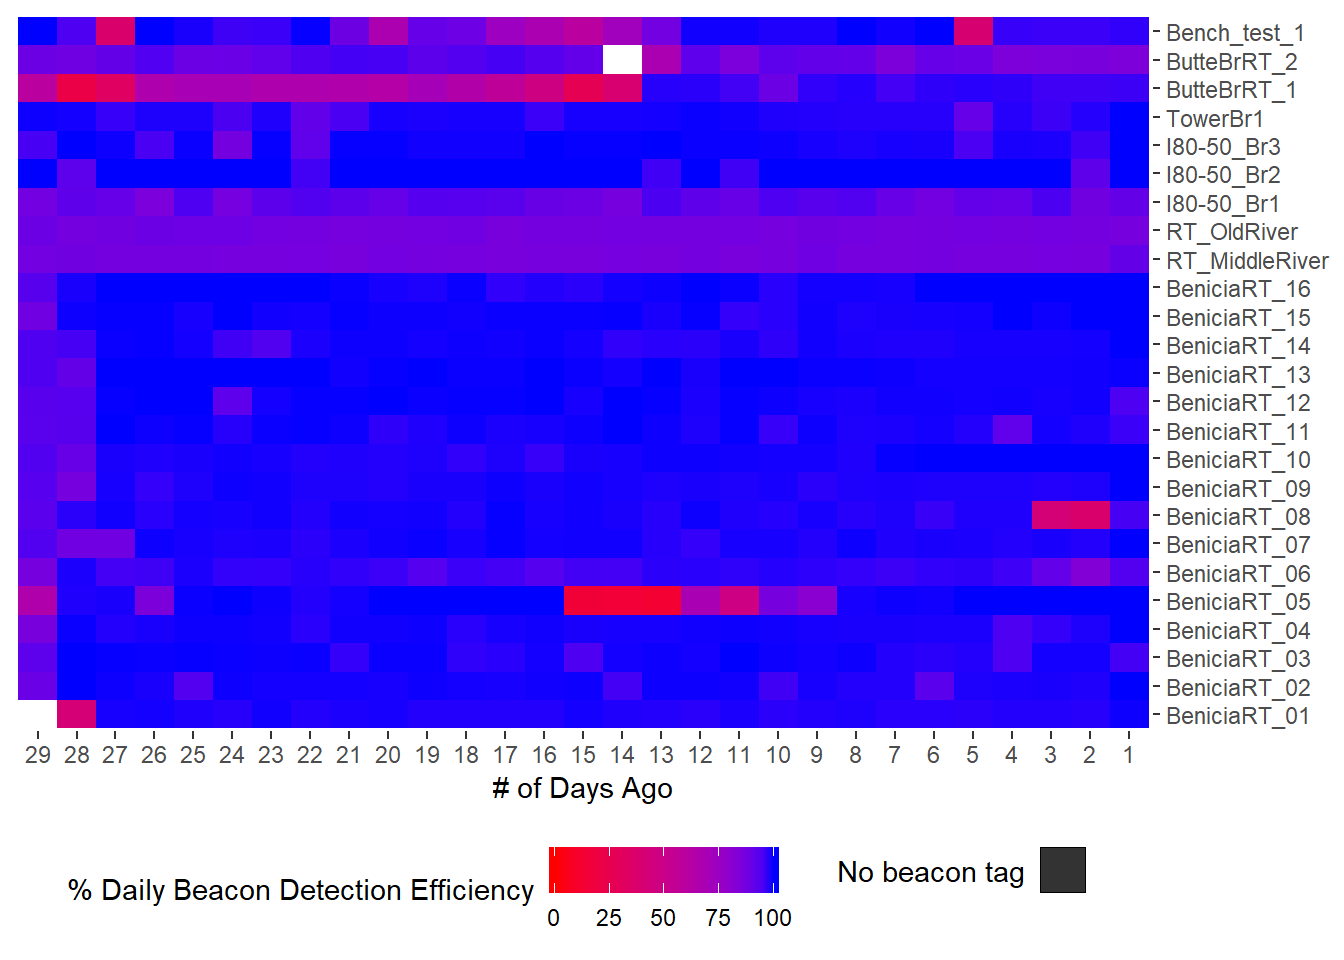 Bench_test_1
ButteBrRT_2
ButteBrRT_1
TowerBr1
I80-50_Br3
I80-50_Br2
I80-50_Br1
RT_OldRiver
RT_MiddleRiver
BeniciaRT_16
BeniciaRT_15
BeniciaRT_14
BeniciaRT_13
BeniciaRT_12
BeniciaRT_11
BeniciaRT_10
BeniciaRT_09
BeniciaRT_08
BeniciaRT_07
BeniciaRT_06
BeniciaRT_05
BeniciaRT_04
BeniciaRT_03
BeniciaRT_02
BeniciaRT_01
29 28 27 26 25 24 23 22 21 20 19 18 17 16 15 14 13 12 11 10 9 8 7 6 5 4 3 2 1
# of Days Ago
% Daily Beacon Detection Efficiency
0 25 50 75 100
No beacon tag